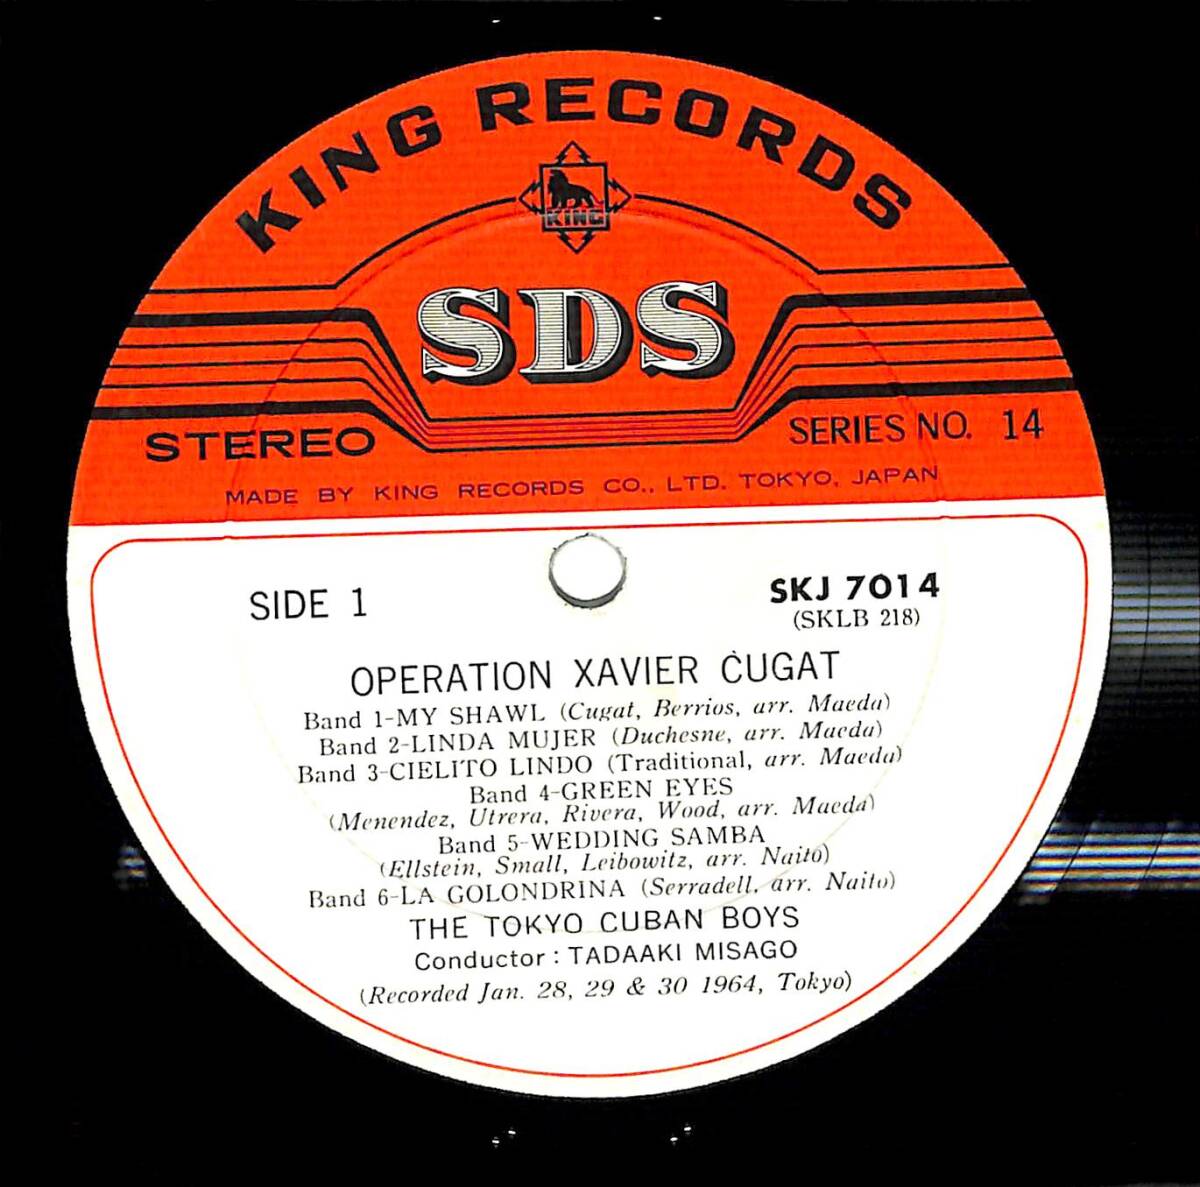 KING RECORDS
KING
SDS
STEREO
SERIES NO. 14
MADE BY KING RECORDS CO., LTD. TOKYO, JAPAN
SIDE 1
SKJ 7014
(SKLB 218)
OPERATION XAVIER CUGAT
Band 1-MY SHAWL (Cugat, Berrios, arr. Maeda)
Band 2-LINDA MUJER (Duchesne, arr. Maeda)
Band 3-CIELITO LINDO (Traditional, arr. Maeda)
Band 4-GREEN EYES
(Menendez, Utrera, Rivera, Wood, arr. Maeda)
Band 5-WEDDING SAMBA
(Ellstein, Small, Leibowitz, arr. Naito)
Band 6-LA GOLONDRINA (Serradell, arr. Naito)
THE TOKYO CUBAN BOYS
Conductor : TADAAKI MISAGO
(Recorded Jan. 28, 29 & 30 1964, Tokyo)